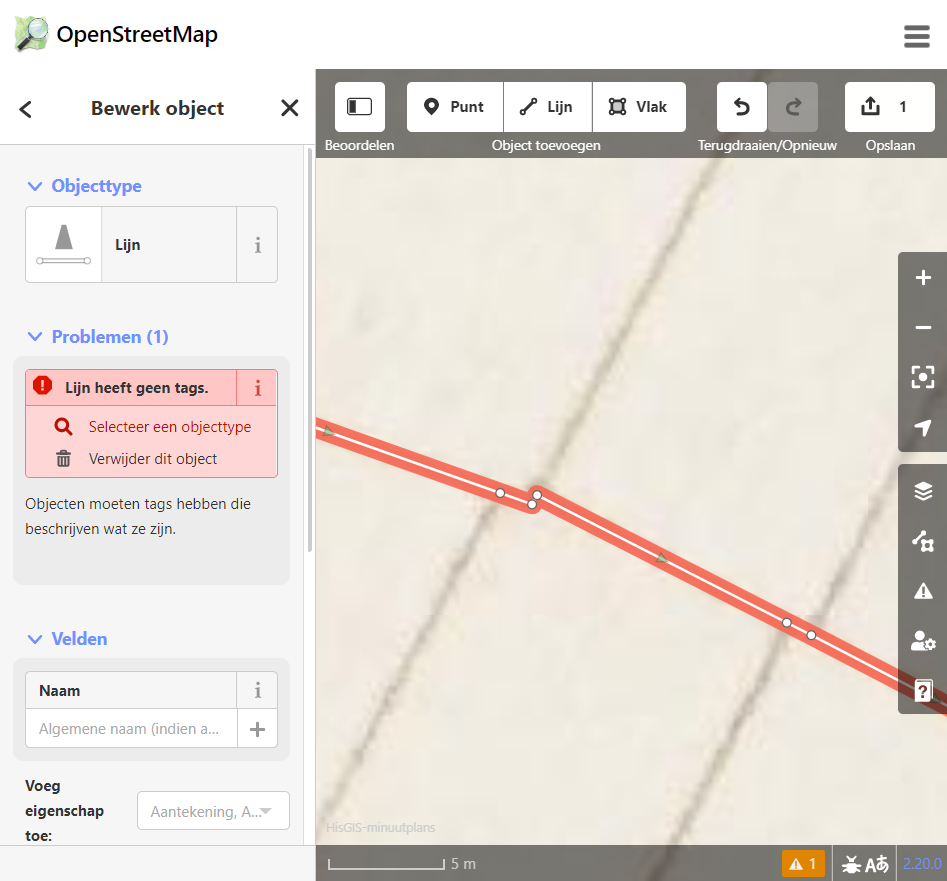 OpenStreetMap
Bewerk object
Objecttype
Lijn
i
Problemen (1)
Lijn heeft geen tags.
i
Selecteer een objecttype
Verwijder dit object
Objecten moeten tags hebben die
beschrijven wat ze zijn.
Velden
Naam
i
Algemene naam (indien a...
Voeg
eigenschap
toe:
Aantekening, A...
Punt
Lijn
Vlak
1
Beoordelen
Object toevoegen
Terugdraaien/Opnieuw
Opslaan
HisGIS-minuutplans
5 m
1
Aあ
2.20.0